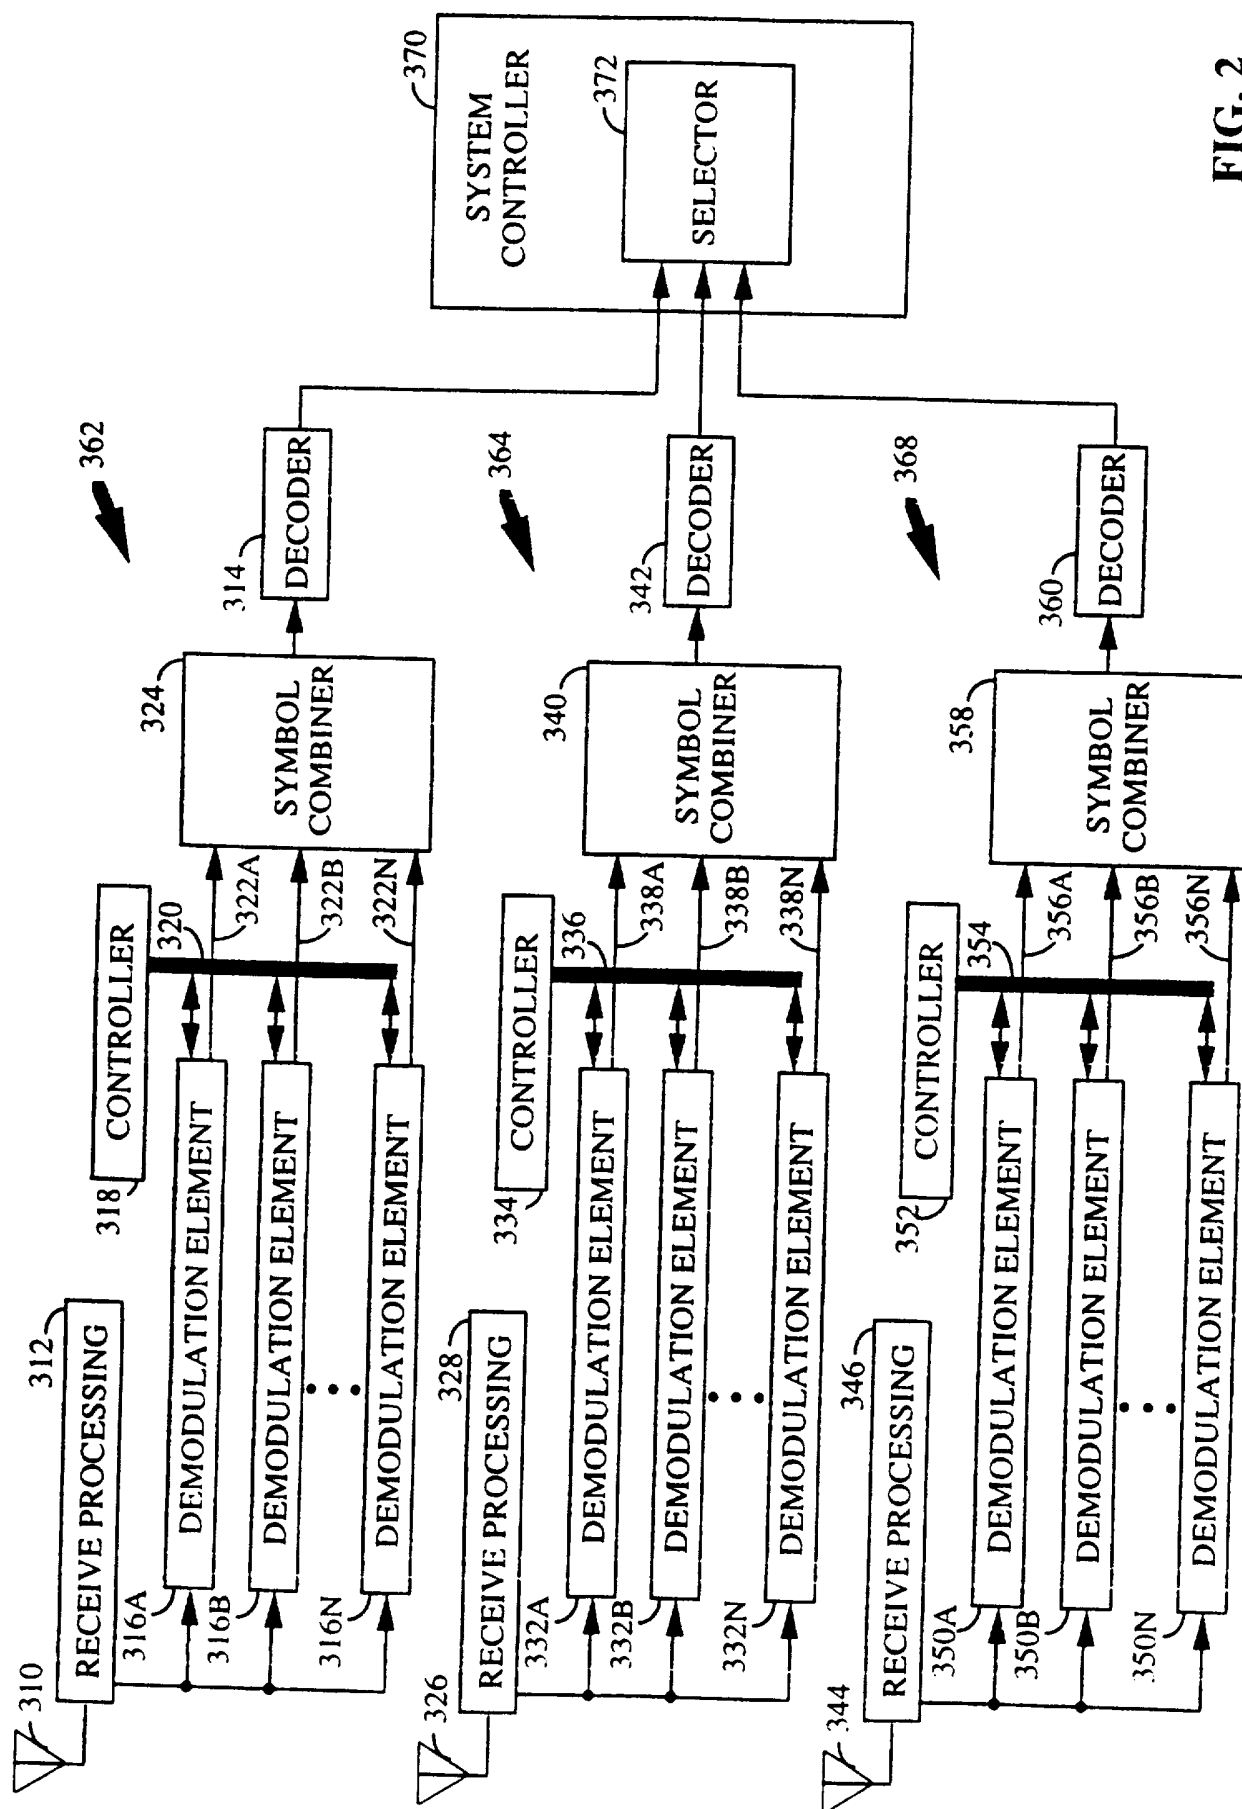 310
RECEIVE PROCESSING
312
316A
DEMODULATION ELEMENT
316B
DEMODULATION ELEMENT
316N
DEMODULATION ELEMENT
318
CONTROLLER
320
322A
322B
322N
324
SYMBOL
COMBINER
314
DECODER
362
326
RECEIVE PROCESSING
328
332A
DEMODULATION ELEMENT
332B
DEMODULATION ELEMENT
332N
DEMODULATION ELEMENT
334
CONTROLLER
336
338A
338B
338N
340
SYMBOL
COMBINER
342
DECODER
364
344
RECEIVE PROCESSING
346
350A
DEMODULATION ELEMENT
350B
DEMODULATION ELEMENT
350N
DEMODULATION ELEMENT
352
CONTROLLER
354
356A
356B
356N
358
SYMBOL
COMBINER
360
DECODER
368
370
SYSTEM
CONTROLLER
372
SELECTOR
FIG. 2